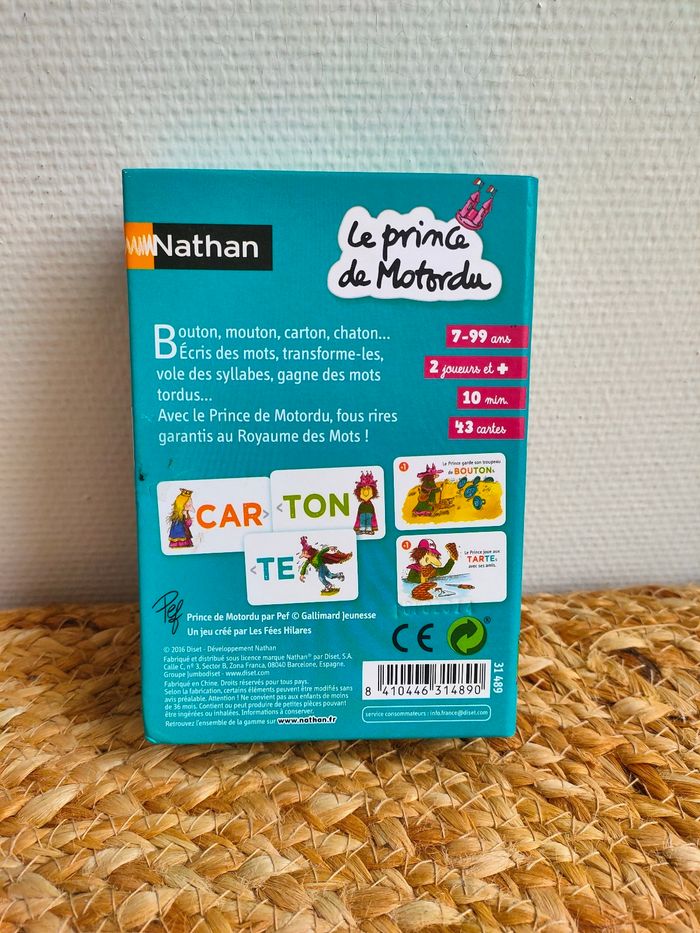 Nathan
Le prince
de Motordu
Bouton, mouton, carton, chaton...
Écris des mots, transforme-les,
vole des syllabes, gagne des mots
tordus...
Avec le Prince de Motordu, fous rires
garantis au Royaume des Mots !
7-99 ans
2 joueurs et +
10 min.
43 cartes
CAR
TON
TE
+1
Le Prince garde son troupeau
de BOUTONs
+1
Le Prince joue aux
TARTEs
avec ses amis.
Pef
Prince de Motordu par Pef © Gallimard Jeunesse
Un jeu créé par Les Fées Hilares
© 2016 Diset - Développement Nathan
Fabriqué et distribué sous licence marque Nathan® par Diset, S.A.
Calle C, nº 3, Sector B, Zona Franca, 08040 Barcelone, Espagne.
Groupe Jumbodiset - www.diset.com
Fabriqué en Chine. Droits réservés pour tous pays.
Selon la fabrication, certains éléments peuvent être modifiés sans
avis préalable. Attention ! Ne convient pas aux enfants de moins
de 36 mois. Contient ou peut produire de petites pièces pouvant
être ingérées ou inhalées. Informations à conserver.
Retrouvez l'ensemble de la gamme sur www.nathan.fr
CE
8 410446 314890
31 489
service consommateurs : info.france@diset.com